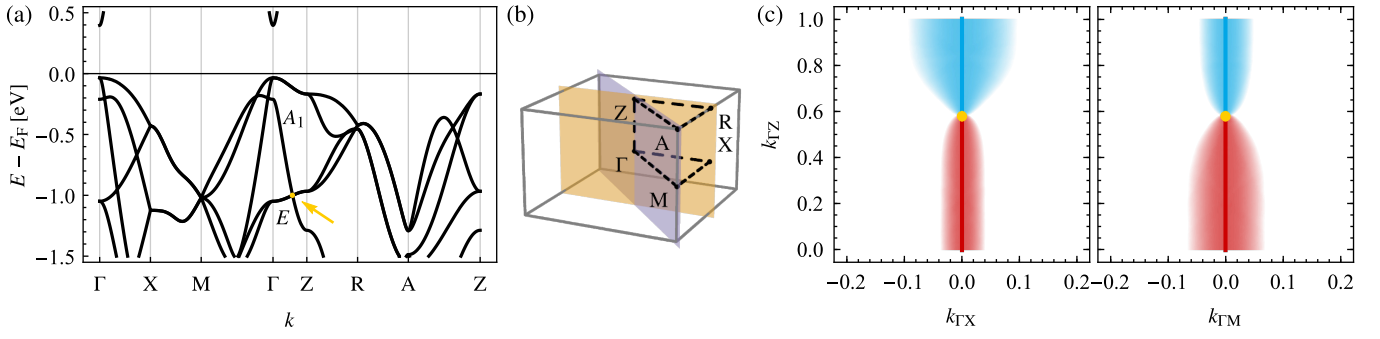 (a)
0.5
0.0
−0.5
−1.0
−1.5
E − E_F [eV]
A_1
E
Γ X M Γ Z R A Z
k
(b)
Z
R
A
X
Γ
M
(c)
1.0
0.8
0.6
0.4
0.2
0.0
k_ΓZ
−0.2 −0.1 0.0 0.1 0.2
k_ΓX
−0.2 −0.1 0.0 0.1 0.2
k_ΓM